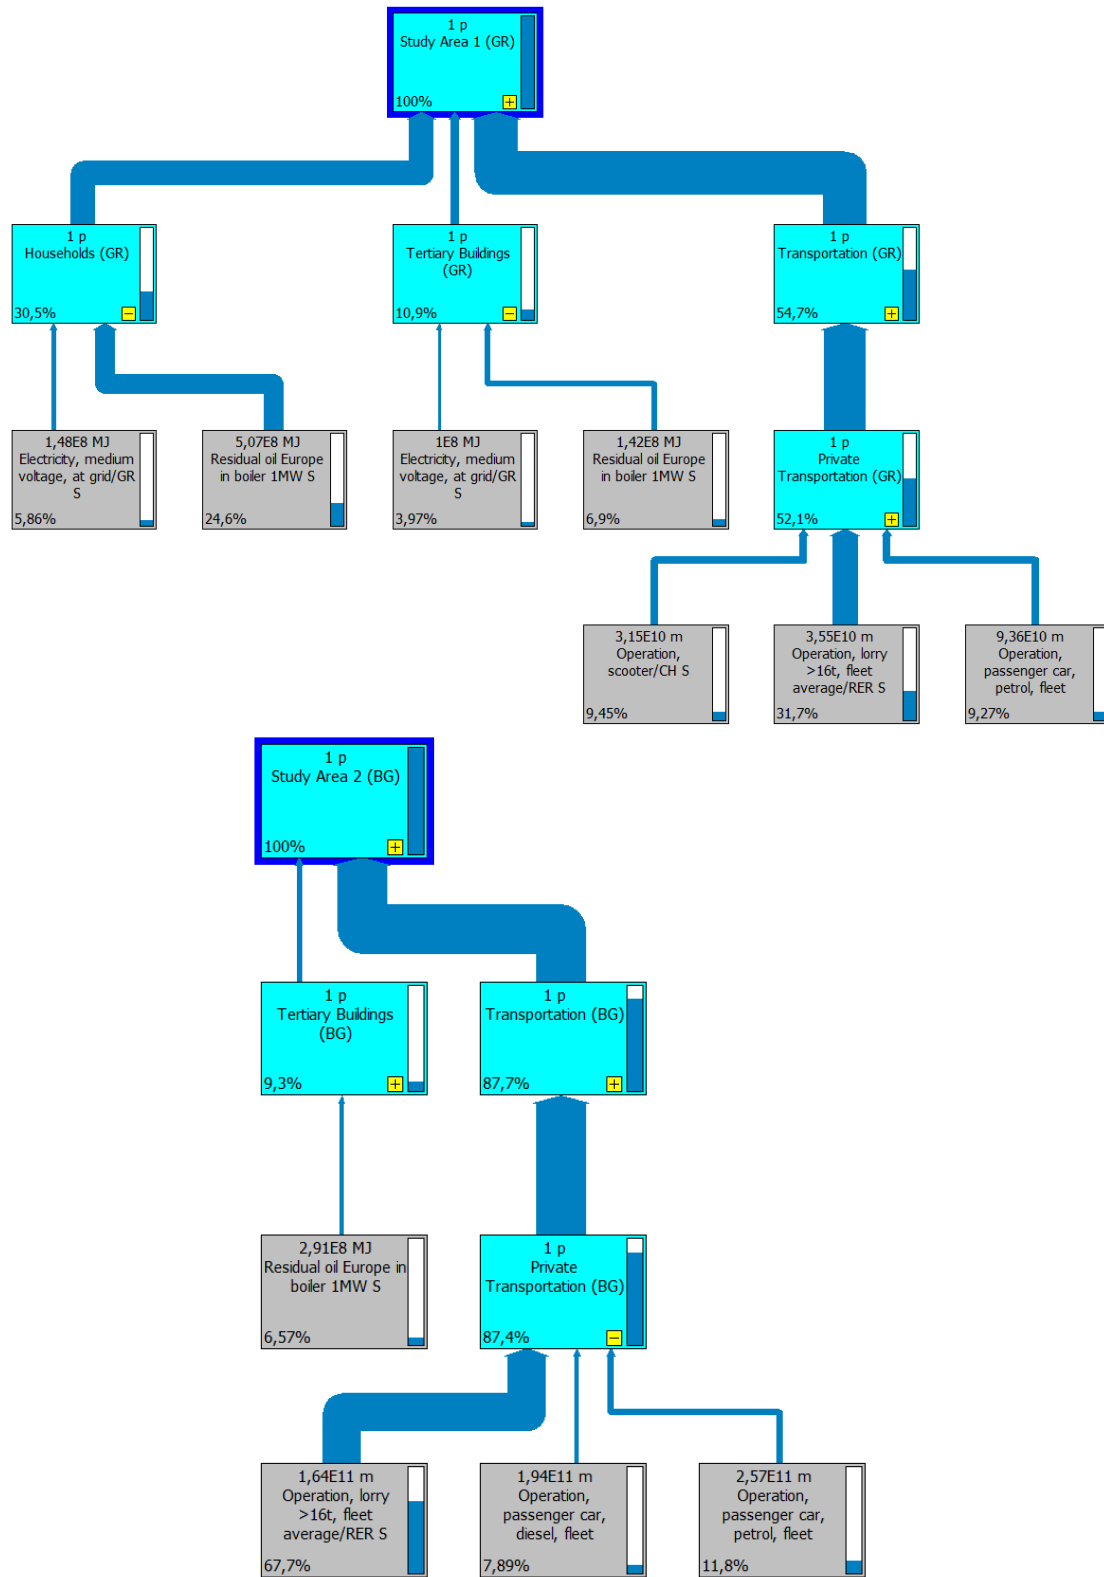 1 p
Study Area 1 (GR)
100%
+
1 p
Households (GR)
30,5%
−
1 p
Tertiary Buildings
(GR)
10,9%
−
1 p
Transportation (GR)
54,7%
+
1,48E8 MJ
Electricity, medium
voltage, at grid/GR
S
5,86%
5,07E8 MJ
Residual oil Europe
in boiler 1MW S
24,6%
1E8 MJ
Electricity, medium
voltage, at grid/GR
S
3,97%
1,42E8 MJ
Residual oil Europe
in boiler 1MW S
6,9%
1 p
Private
Transportation (GR)
52,1%
+
3,15E10 m
Operation,
scooter/CH S
9,45%
3,55E10 m
Operation, lorry
>16t, fleet
average/RER S
31,7%
9,36E10 m
Operation,
passenger car,
petrol, fleet
9,27%
1 p
Study Area 2 (BG)
100%
+
1 p
Tertiary Buildings
(BG)
9,3%
+
1 p
Transportation (BG)
87,7%
+
2,91E8 MJ
Residual oil Europe in
boiler 1MW S
6,57%
1 p
Private
Transportation (BG)
87,4%
−
1,64E11 m
Operation, lorry
>16t, fleet
average/RER S
67,7%
1,94E11 m
Operation,
passenger car,
diesel, fleet
7,89%
2,57E11 m
Operation,
passenger car,
petrol, fleet
11,8%